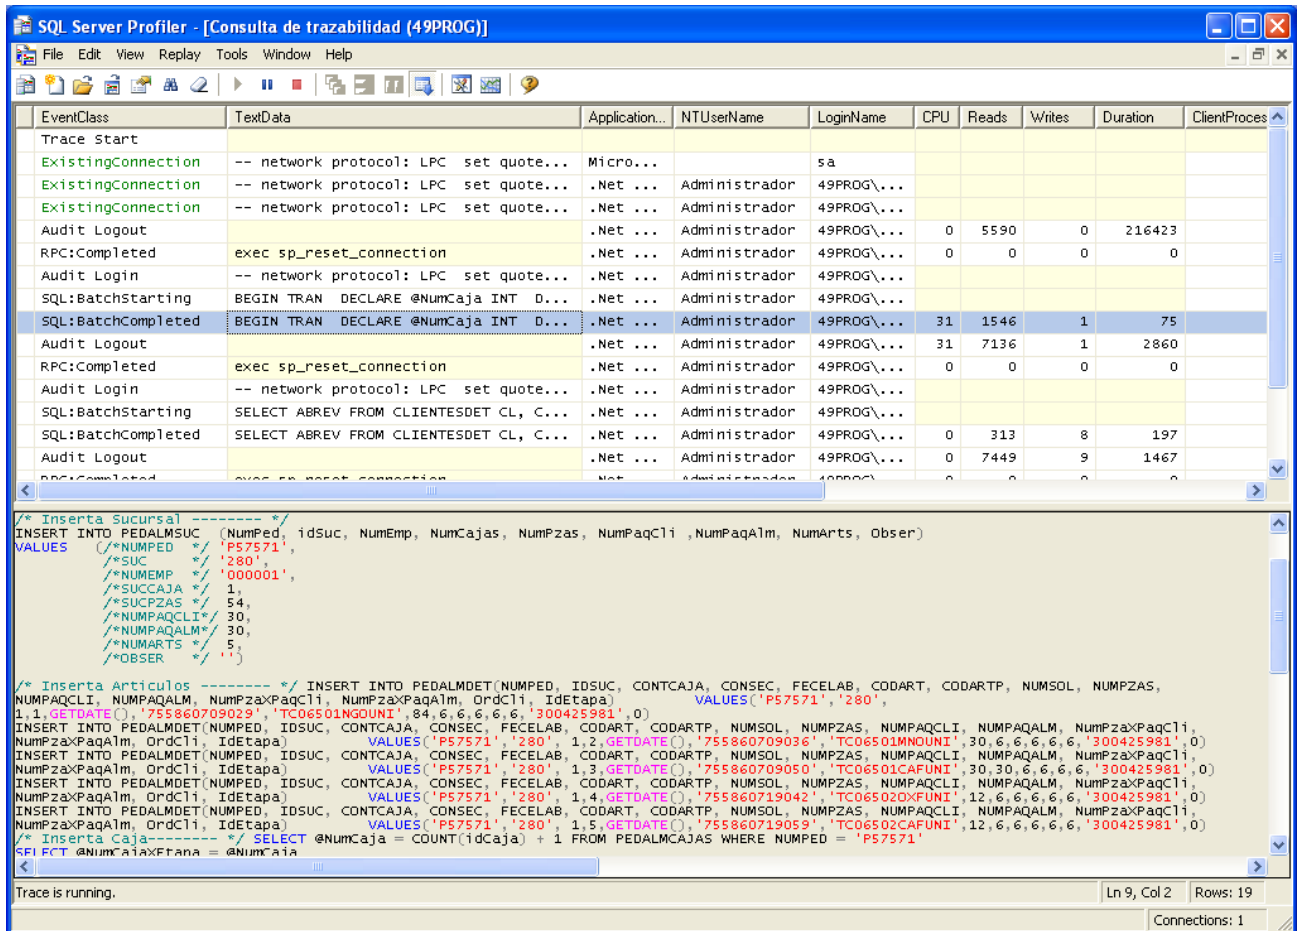 SQL Server Profiler - [Consulta de trazabilidad (49PROG)]
File Edit View Replay Tools Window Help
EventClass TextData Application... NTUserName LoginName CPU Reads Writes Duration ClientProces
Trace Start
ExistingConnection -- network protocol: LPC set quote... Micro... sa
ExistingConnection -- network protocol: LPC set quote... .Net ... Administrador 49PROG\...
ExistingConnection -- network protocol: LPC set quote... .Net ... Administrador 49PROG\...
Audit Logout .Net ... Administrador 49PROG\... 0 5590 0 216423
RPC:Completed exec sp_reset_connection .Net ... Administrador 49PROG\... 0 0 0 0
Audit Login -- network protocol: LPC set quote... .Net ... Administrador 49PROG\...
SQL:BatchStarting BEGIN TRAN DECLARE @NumCaja INT D... .Net ... Administrador 49PROG\...
SQL:BatchCompleted BEGIN TRAN DECLARE @NumCaja INT D... .Net ... Administrador 49PROG\... 31 1546 1 75
Audit Logout .Net ... Administrador 49PROG\... 31 7136 1 2860
RPC:Completed exec sp_reset_connection .Net ... Administrador 49PROG\... 0 0 0 0
Audit Login -- network protocol: LPC set quote... .Net ... Administrador 49PROG\...
SQL:BatchStarting SELECT ABREV FROM CLIENTESDET CL, C... .Net ... Administrador 49PROG\...
SQL:BatchCompleted SELECT ABREV FROM CLIENTESDET CL, C... .Net ... Administrador 49PROG\... 0 313 8 197
Audit Logout .Net ... Administrador 49PROG\... 0 7449 9 1467
RPC:Completed exec sp_reset_connection .Net Administrador 49PROG\... 0 0 0 0
/* Inserta Sucursal -------- */
INSERT INTO PEDALMSUC (NumPed, idSuc, NumEmp, NumCajas, NumPzas, NumPaqCli ,NumPaqAlm, NumArts, Obser)
VALUES (/*NUMPED */ 'P57571',
/*SUC */ '280',
/*NUMEMP */ '000001',
/*SUCCAJA */ 1,
/*SUCPZAS */ 54,
/*NUMPAQCLI*/ 30,
/*NUMPAQALM*/ 30,
/*NUMARTS */ 5,
/*OBSER */ '')
/* Inserta Articulos -------- */ INSERT INTO PEDALMDET(NUMPED, IDSUC, CONTCAJA, CONSEC, FECELAB, CODART, CODARTP, NUMSOL, NUMPZAS,
NUMPAQCLI, NUMPAQALM, NumPzaXPaqCli, NumPzaXPaqAlm, OrdCli, IdEtapa) VALUES('P57571','280',
1,1,GETDATE(),'755860709029','TC06501NGOUNI',84,6,6,6,6,6,'300425981',0)
INSERT INTO PEDALMDET(NUMPED, IDSUC, CONTCAJA, CONSEC, FECELAB, CODART, CODARTP, NUMSOL, NUMPZAS, NUMPAQCLI, NUMPAQALM, NumPzaXPaqCli,
NumPzaXPaqAlm, OrdCli, IdEtapa) VALUES('P57571','280', 1,2,GETDATE(),'755860709036','TC06501MNOUNI',30,6,6,6,6,6,'300425981',0)
INSERT INTO PEDALMDET(NUMPED, IDSUC, CONTCAJA, CONSEC, FECELAB, CODART, CODARTP, NUMSOL, NUMPZAS, NUMPAQCLI, NUMPAQALM, NumPzaXPaqCli,
NumPzaXPaqAlm, OrdCli, IdEtapa) VALUES('P57571','280', 1,3,GETDATE(),'755860709050','TC06501CAFUNI',30,30,6,6,6,6,'300425981',0)
INSERT INTO PEDALMDET(NUMPED, IDSUC, CONTCAJA, CONSEC, FECELAB, CODART, CODARTP, NUMSOL, NUMPZAS, NUMPAQCLI, NUMPAQALM, NumPzaXPaqCli,
NumPzaXPaqAlm, OrdCli, IdEtapa) VALUES('P57571','280', 1,4,GETDATE(),'755860719042','TC06502OXFUNI',12,6,6,6,6,6,'300425981',0)
INSERT INTO PEDALMDET(NUMPED, IDSUC, CONTCAJA, CONSEC, FECELAB, CODART, CODARTP, NUMSOL, NUMPZAS, NUMPAQCLI, NUMPAQALM, NumPzaXPaqCli,
NumPzaXPaqAlm, OrdCli, IdEtapa) VALUES('P57571','280', 1,5,GETDATE(),'755860719059','TC06502CAFUNI',12,6,6,6,6,6,'300425981',0)
/* Inserta Caja-------- */ SELECT @NumCaja = COUNT(idCaja) + 1 FROM PEDALMCAJAS WHERE NUMPED = 'P57571'
SELECT @NumCajaXEtapa = @NumCaja
Trace is running.
Ln 9, Col 2 Rows: 19
Connections: 1